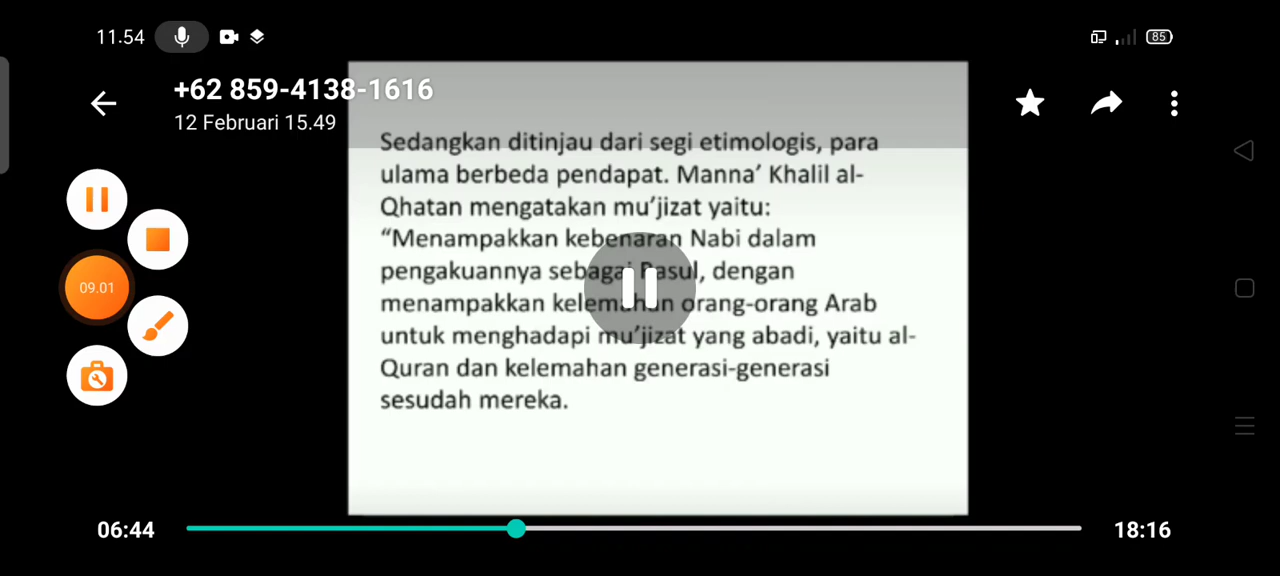 11.54
85
+62 859-4138-1616
12 Februari 15.49
Sedangkan ditinjau dari segi etimologis, para
ulama berbeda pendapat. Manna’ Khalil al-
Qhatan mengatakan mu’jizat yaitu:
“Menampakkan kebenaran Nabi dalam
pengakuannya sebagai Rasul, dengan
menampakkan kelemahan orang-orang Arab
untuk menghadapi mu’jizat yang abadi, yaitu al-
Quran dan kelemahan generasi-generasi
sesudah mereka.
09.01
06:44
18:16